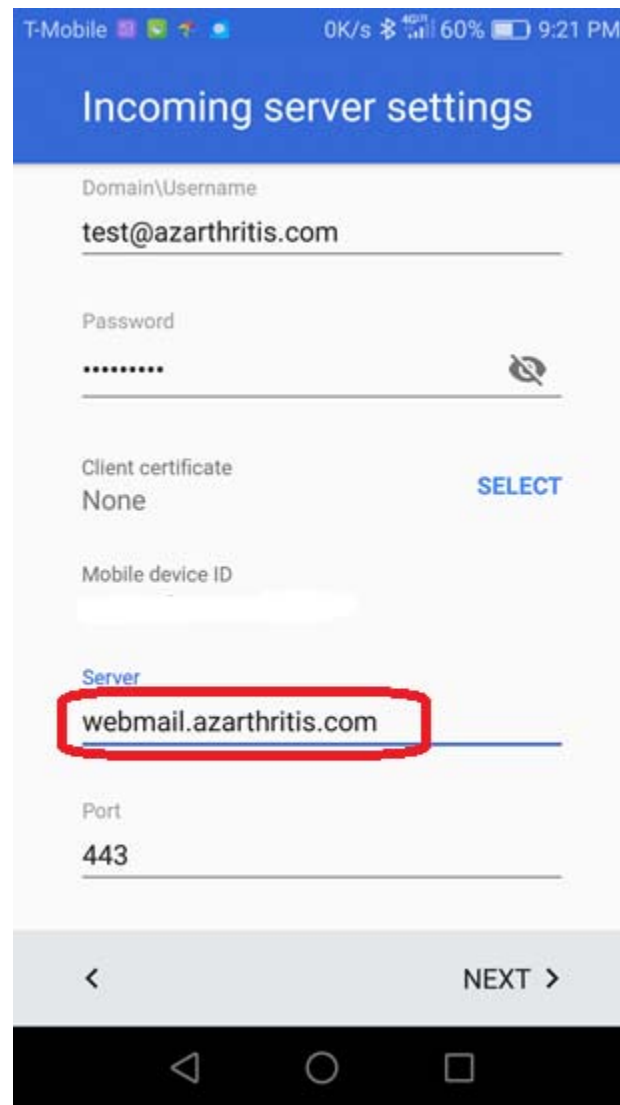 T-Mobile 0K/s 60% 9:21 PM
Incoming server settings
Domain\Username
test@azarthritis.com
Password
•••••••••
Client certificate
None
SELECT
Mobile device ID
Server
webmail.azarthritis.com
Port
443
NEXT